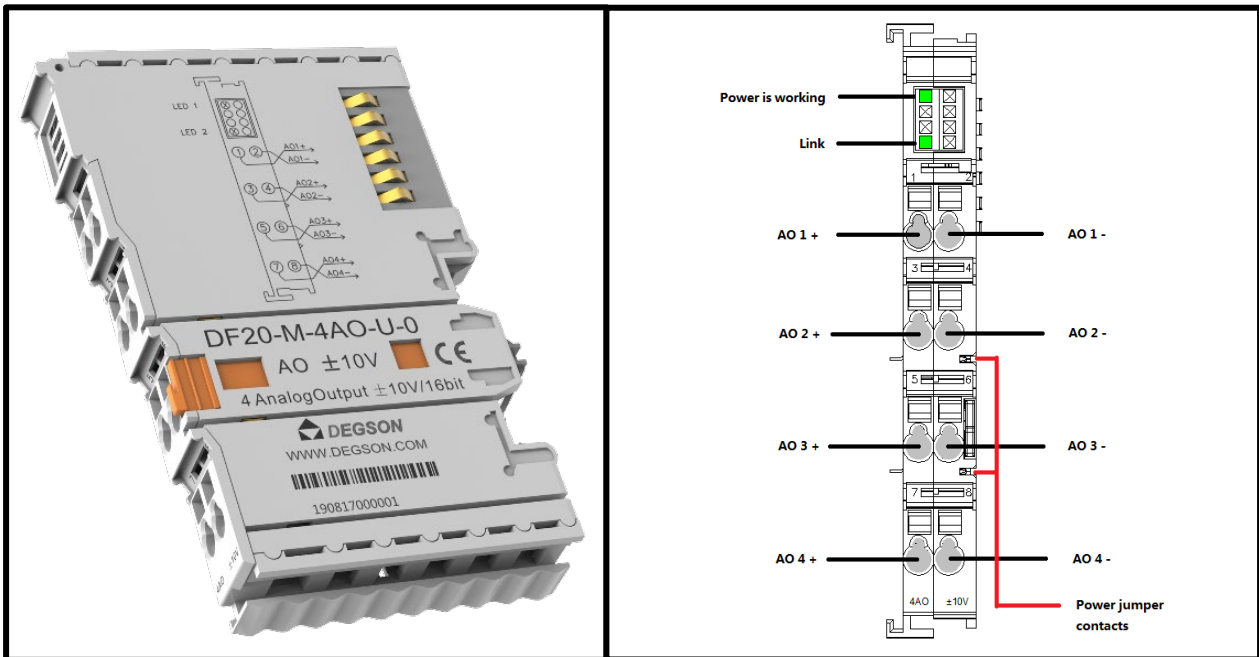 LED 1
LED 2
1 2 AO1+
AO1-
3 4 AO2+
AO2-
5 6 AO3+
AO3-
7 8 AO4+
AO4-
DF20-M-4AO-U-0
AO ±10V
CE
4 AnalogOutput ±10V/16bit
DEGSON
WWW.DEGSON.COM
190817000001
4AO ±10V
Power is working
Link
1 2
AO 1 + AO 1 -
3 4
AO 2 + AO 2 -
5 6
AO 3 + AO 3 -
7 8
AO 4 + AO 4 -
4AO ±10V
Power jumper
contacts